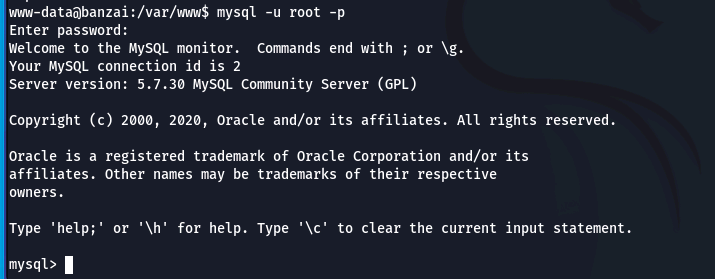 www-data@banzai:/var/www$ mysql -u root -p
Enter password:
Welcome to the MySQL monitor.  Commands end with ; or \g.
Your MySQL connection id is 2
Server version: 5.7.30 MySQL Community Server (GPL)
Copyright (c) 2000, 2020, Oracle and/or its affiliates. All rights reserved.
Oracle is a registered trademark of Oracle Corporation and/or its
affiliates. Other names may be trademarks of their respective
owners.
Type 'help;' or '\h' for help. Type '\c' to clear the current input statement.
mysql>